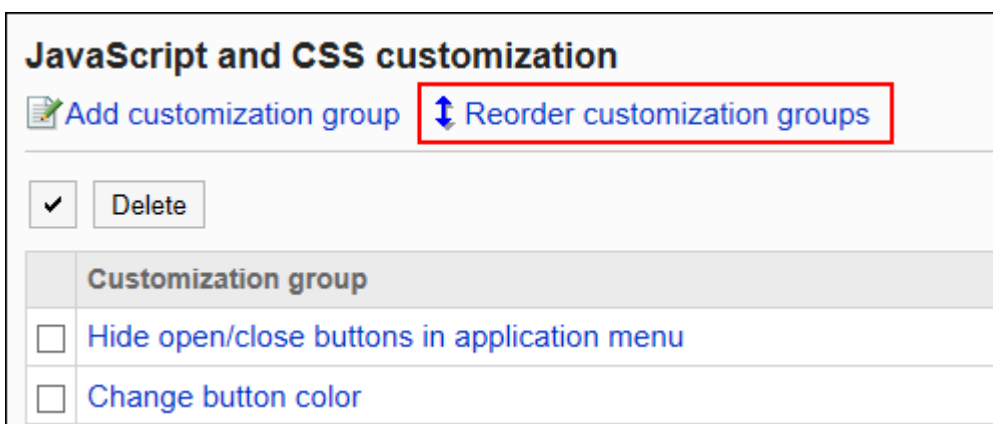 JavaScript and CSS customization
Add customization group Reorder customization groups
Delete
Customization group
Hide open/close buttons in application menu
Change button color